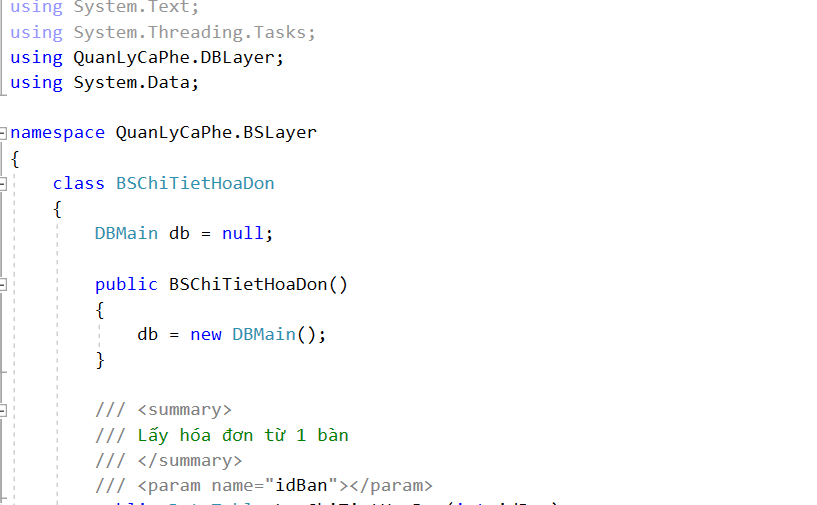 using System.Text;
using System.Threading.Tasks;
using QuanLyCaPhe.DBLayer;
using System.Data;
namespace QuanLyCaPhe.BSLayer
{
class BSChiTietHoaDon
{
DBMain db = null;
public BSChiTietHoaDon()
{
db = new DBMain();
}
/// <summary>
/// Lấy hóa đơn từ 1 bàn
/// </summary>
/// <param name="idBan"></param>